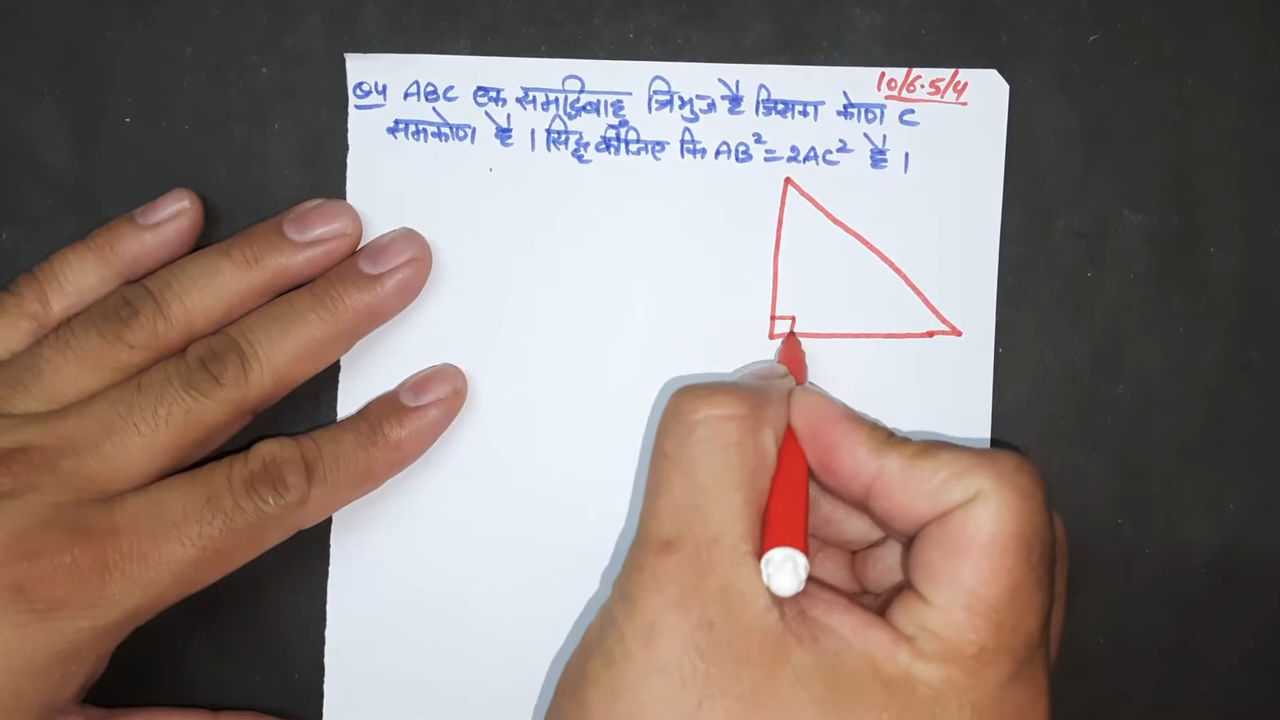 10/6.5/4
Q4 ABC एक समद्विबाहु त्रिभुज है जिसका कोण C
समकोण है । सिद्ध कीजिए कि AB²=2AC² है ।